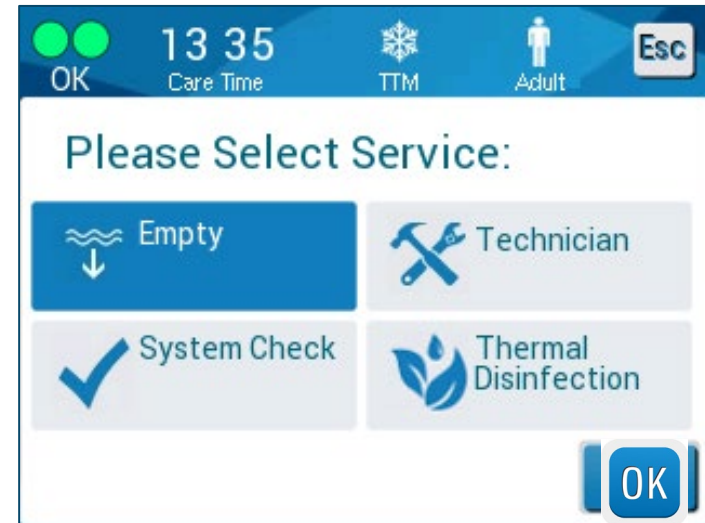 13 35
Esc
OK
Care Time
TTM
Adult
Please Select Service:
Empty
Technician
System Check
Thermal
Disinfection
OK